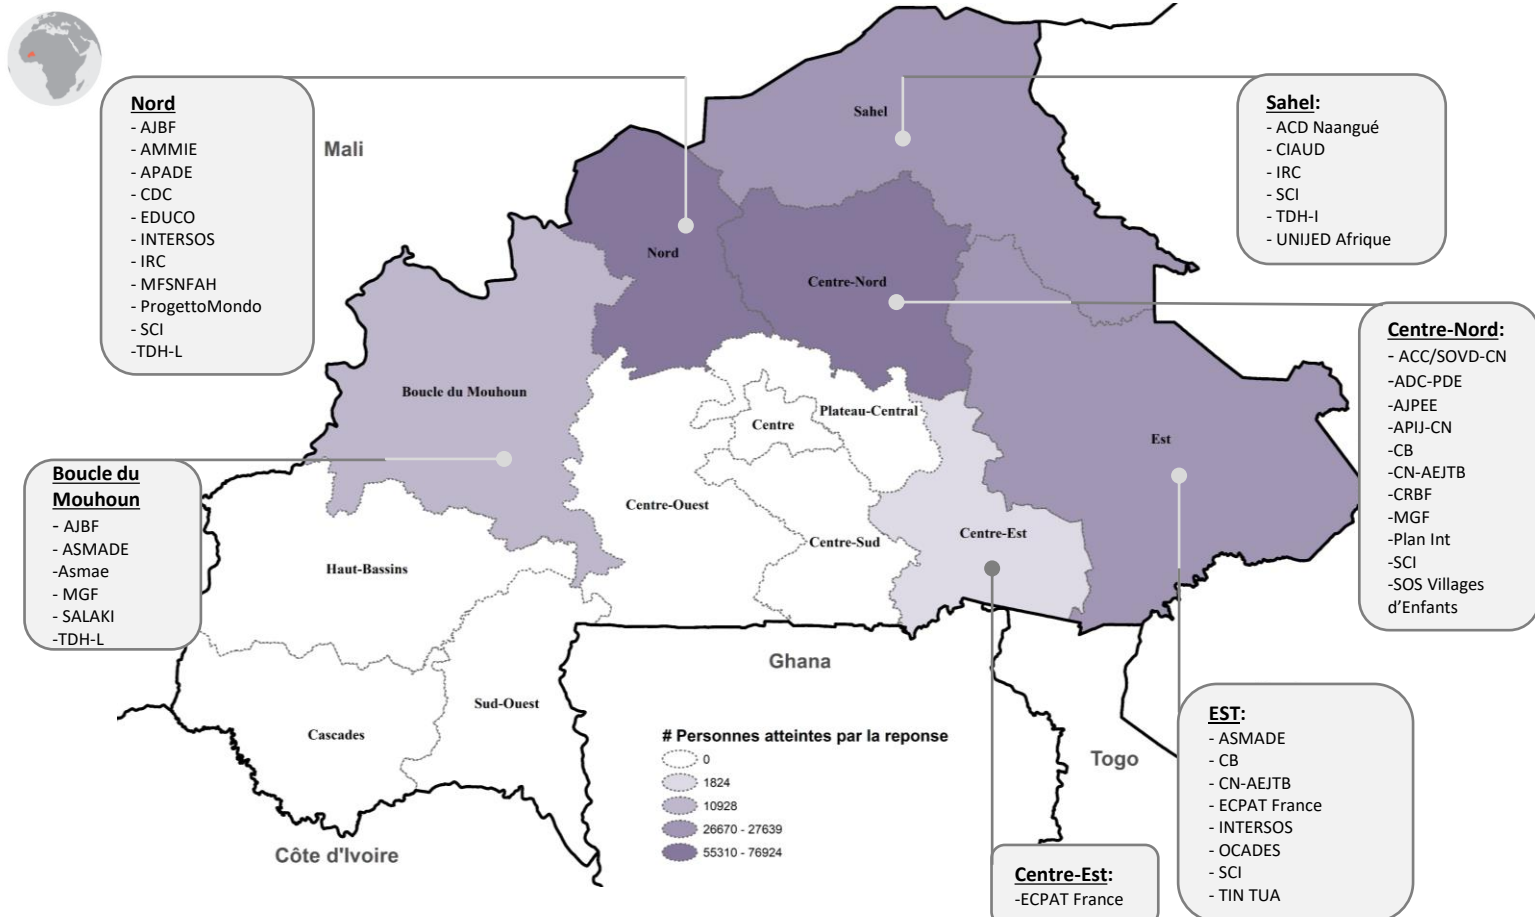 Nord
- AJBF
- AMMIE
- APADE
- CDC
- EDUCO
- INTERSOS
- IRC
- MFSNFAH
- ProgettoMondo
- SCI
-TDH-L
Mali
Sahel
Sahel:
- ACD Naangué
- CIAUD
- IRC
- SCI
- TDH-I
- UNIJED Afrique
Nord
Centre-Nord
Centre-Nord:
- ACC/SOVD-CN
-ADC-PDE
-AJPEE
-APIJ-CN
-CB
-CN-AEJTB
-CRBF
-MGF
-Plan Int
-SCI
-SOS Villages
d'Enfants
Boucle du Mouhoun
Plateau-Central
Centre
Est
Boucle du
Mouhoun
- AJBF
- ASMADE
-Asmae
- MGF
- SALAKI
-TDH-L
Centre-Ouest
Centre-Sud
Centre-Est
Haut-Bassins
Ghana
Sud-Ouest
Cascades
Côte d'Ivoire
# Personnes atteintes par la reponse
0
1824
10928
26670 - 27639
55310 - 76924
Togo
EST:
- ASMADE
- CB
- CN-AEJTB
- ECPAT France
- INTERSOS
- OCADES
- SCI
- TIN TUA
Centre-Est:
-ECPAT France